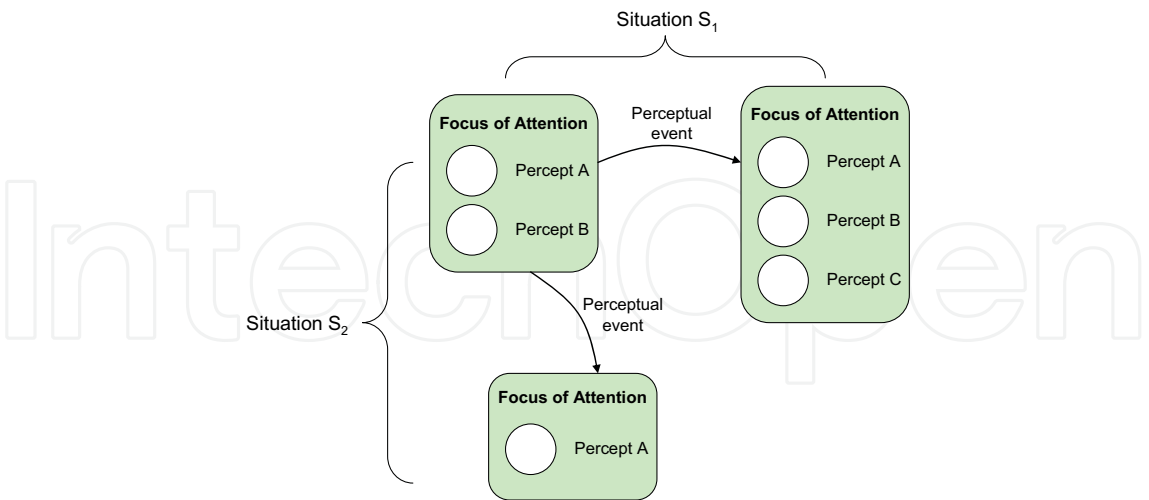 Situation S₁
Focus of Attention
Percept A
Percept B
Perceptual
event
Focus of Attention
Percept A
Percept B
Percept C
Situation S₂
Perceptual
event
Focus of Attention
Percept A
IntechOpen